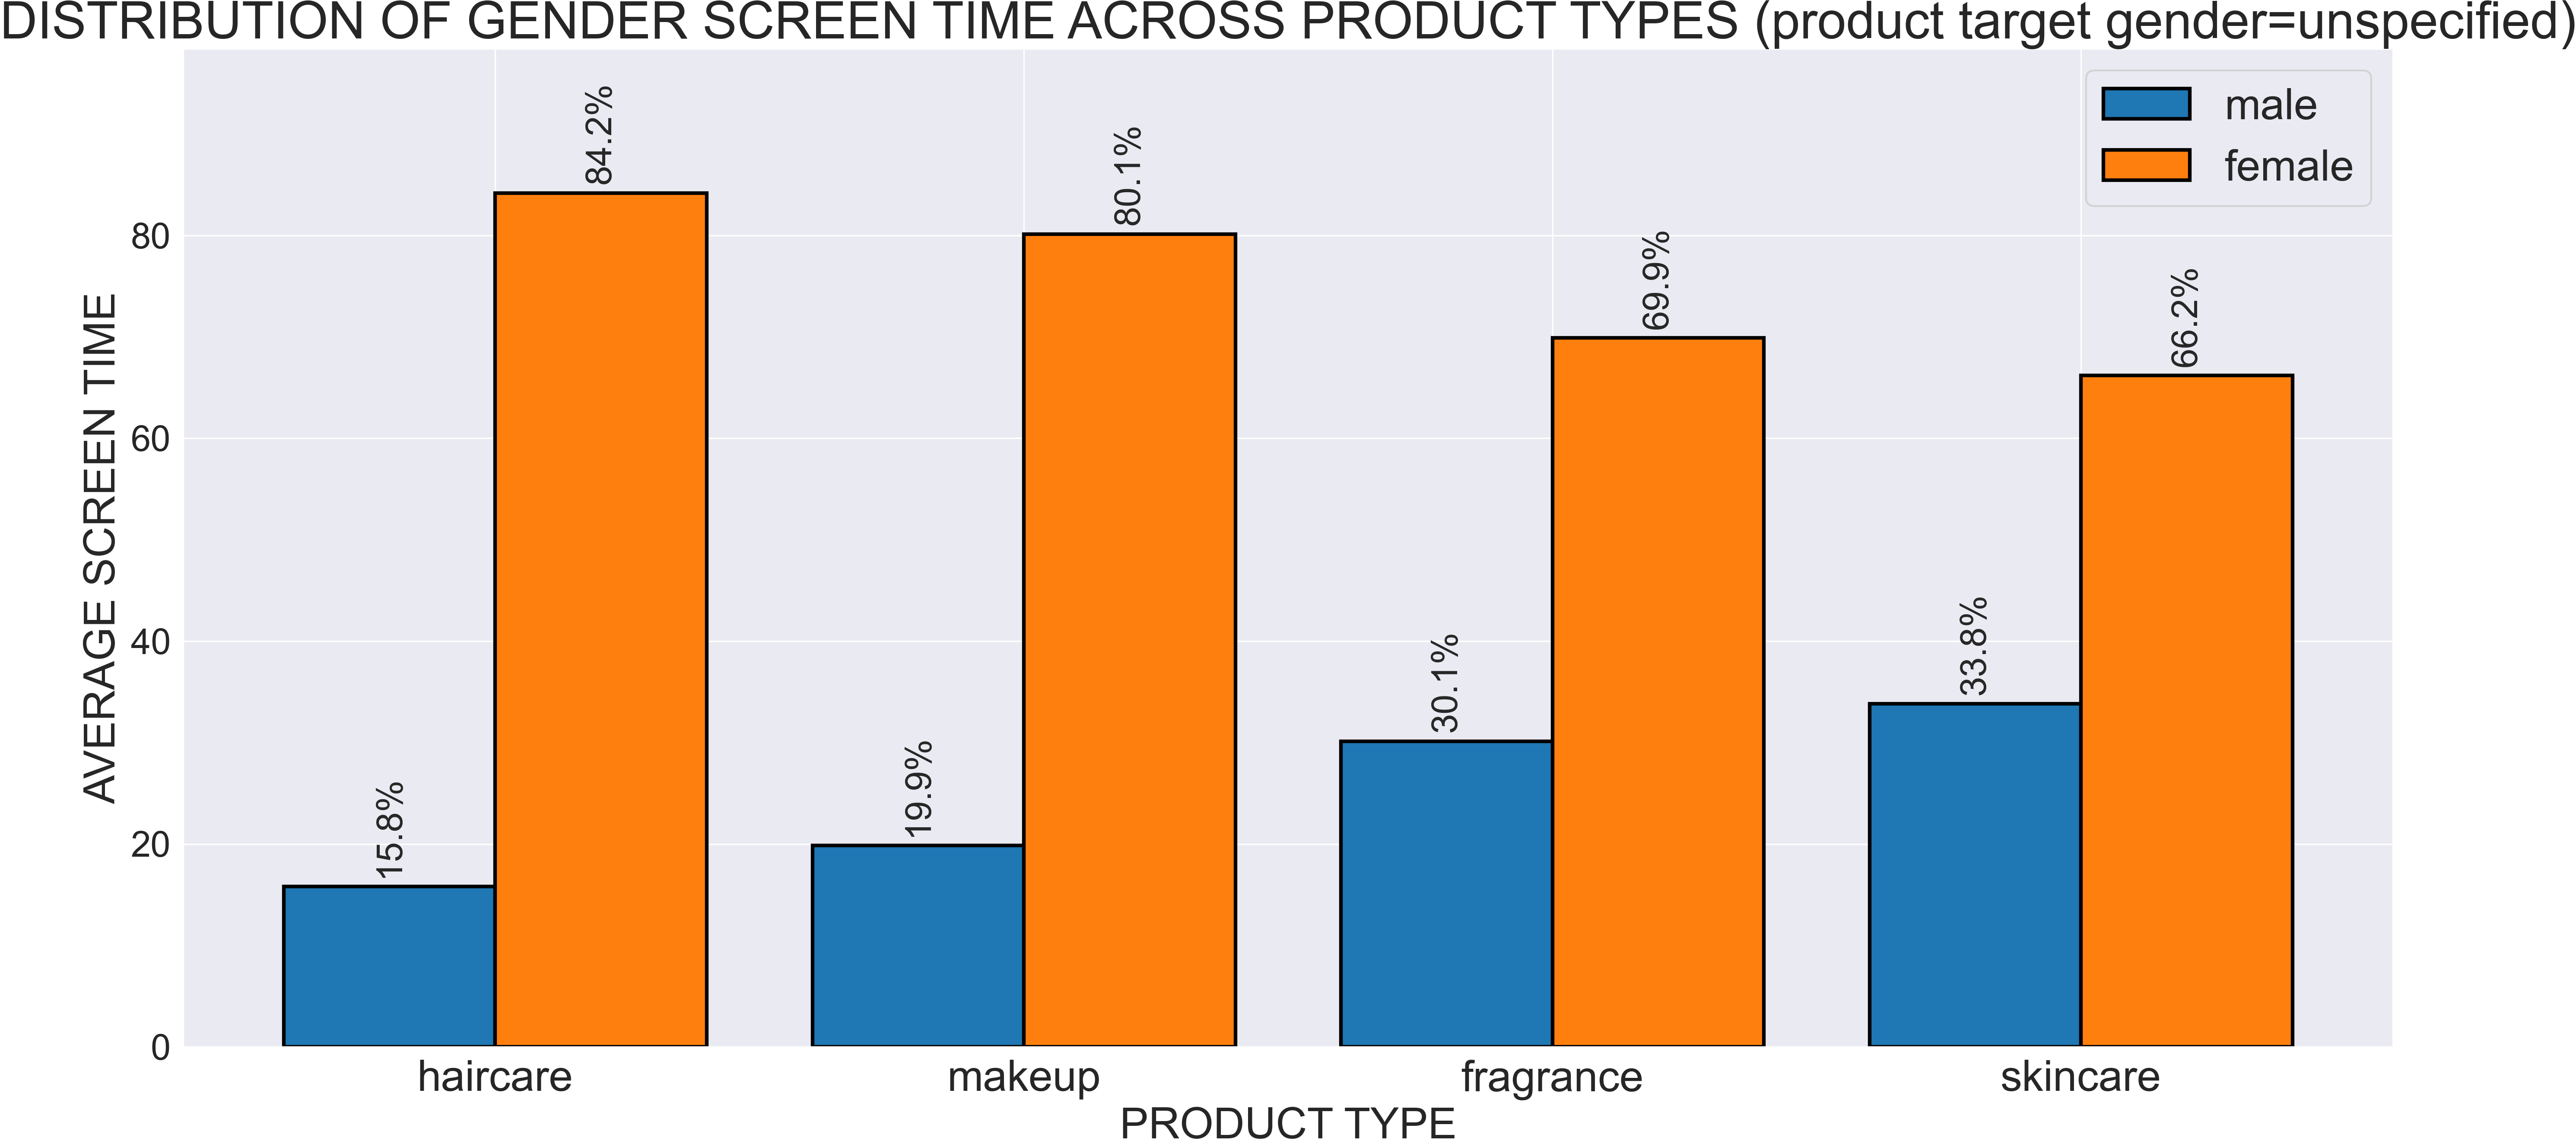 DISTRIBUTION OF GENDER SCREEN TIME ACROSS PRODUCT TYPES (product target gender=unspecified)
male
female
AVERAGE SCREEN TIME
80
60
40
20
0
15.8%
84.2%
19.9%
80.1%
30.1%
69.9%
33.8%
66.2%
haircare
makeup
fragrance
skincare
PRODUCT TYPE